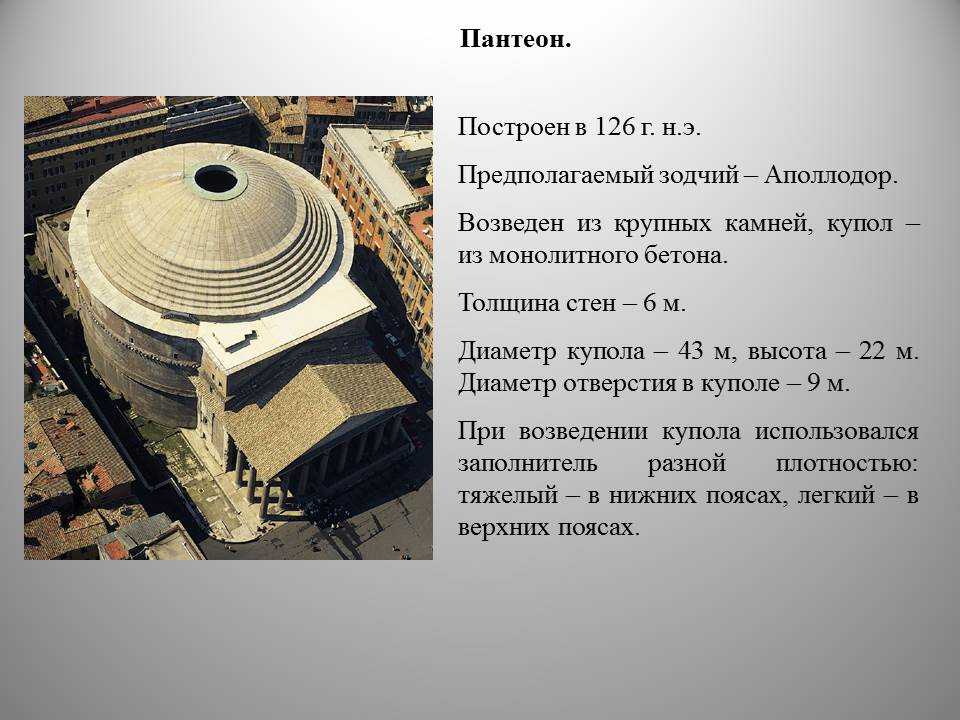 Пантеон.
Построен в 126 г. н.э.
Предполагаемый зодчий – Аполлодор.
Возведен из крупных камней, купол –
из монолитного бетона.
Толщина стен – 6 м.
Диаметр купола – 43 м, высота – 22 м.
Диаметр отверстия в куполе – 9 м.
При возведении купола использовался
заполнитель разной плотностью:
тяжелый – в нижних поясах, легкий – в
верхних поясах.